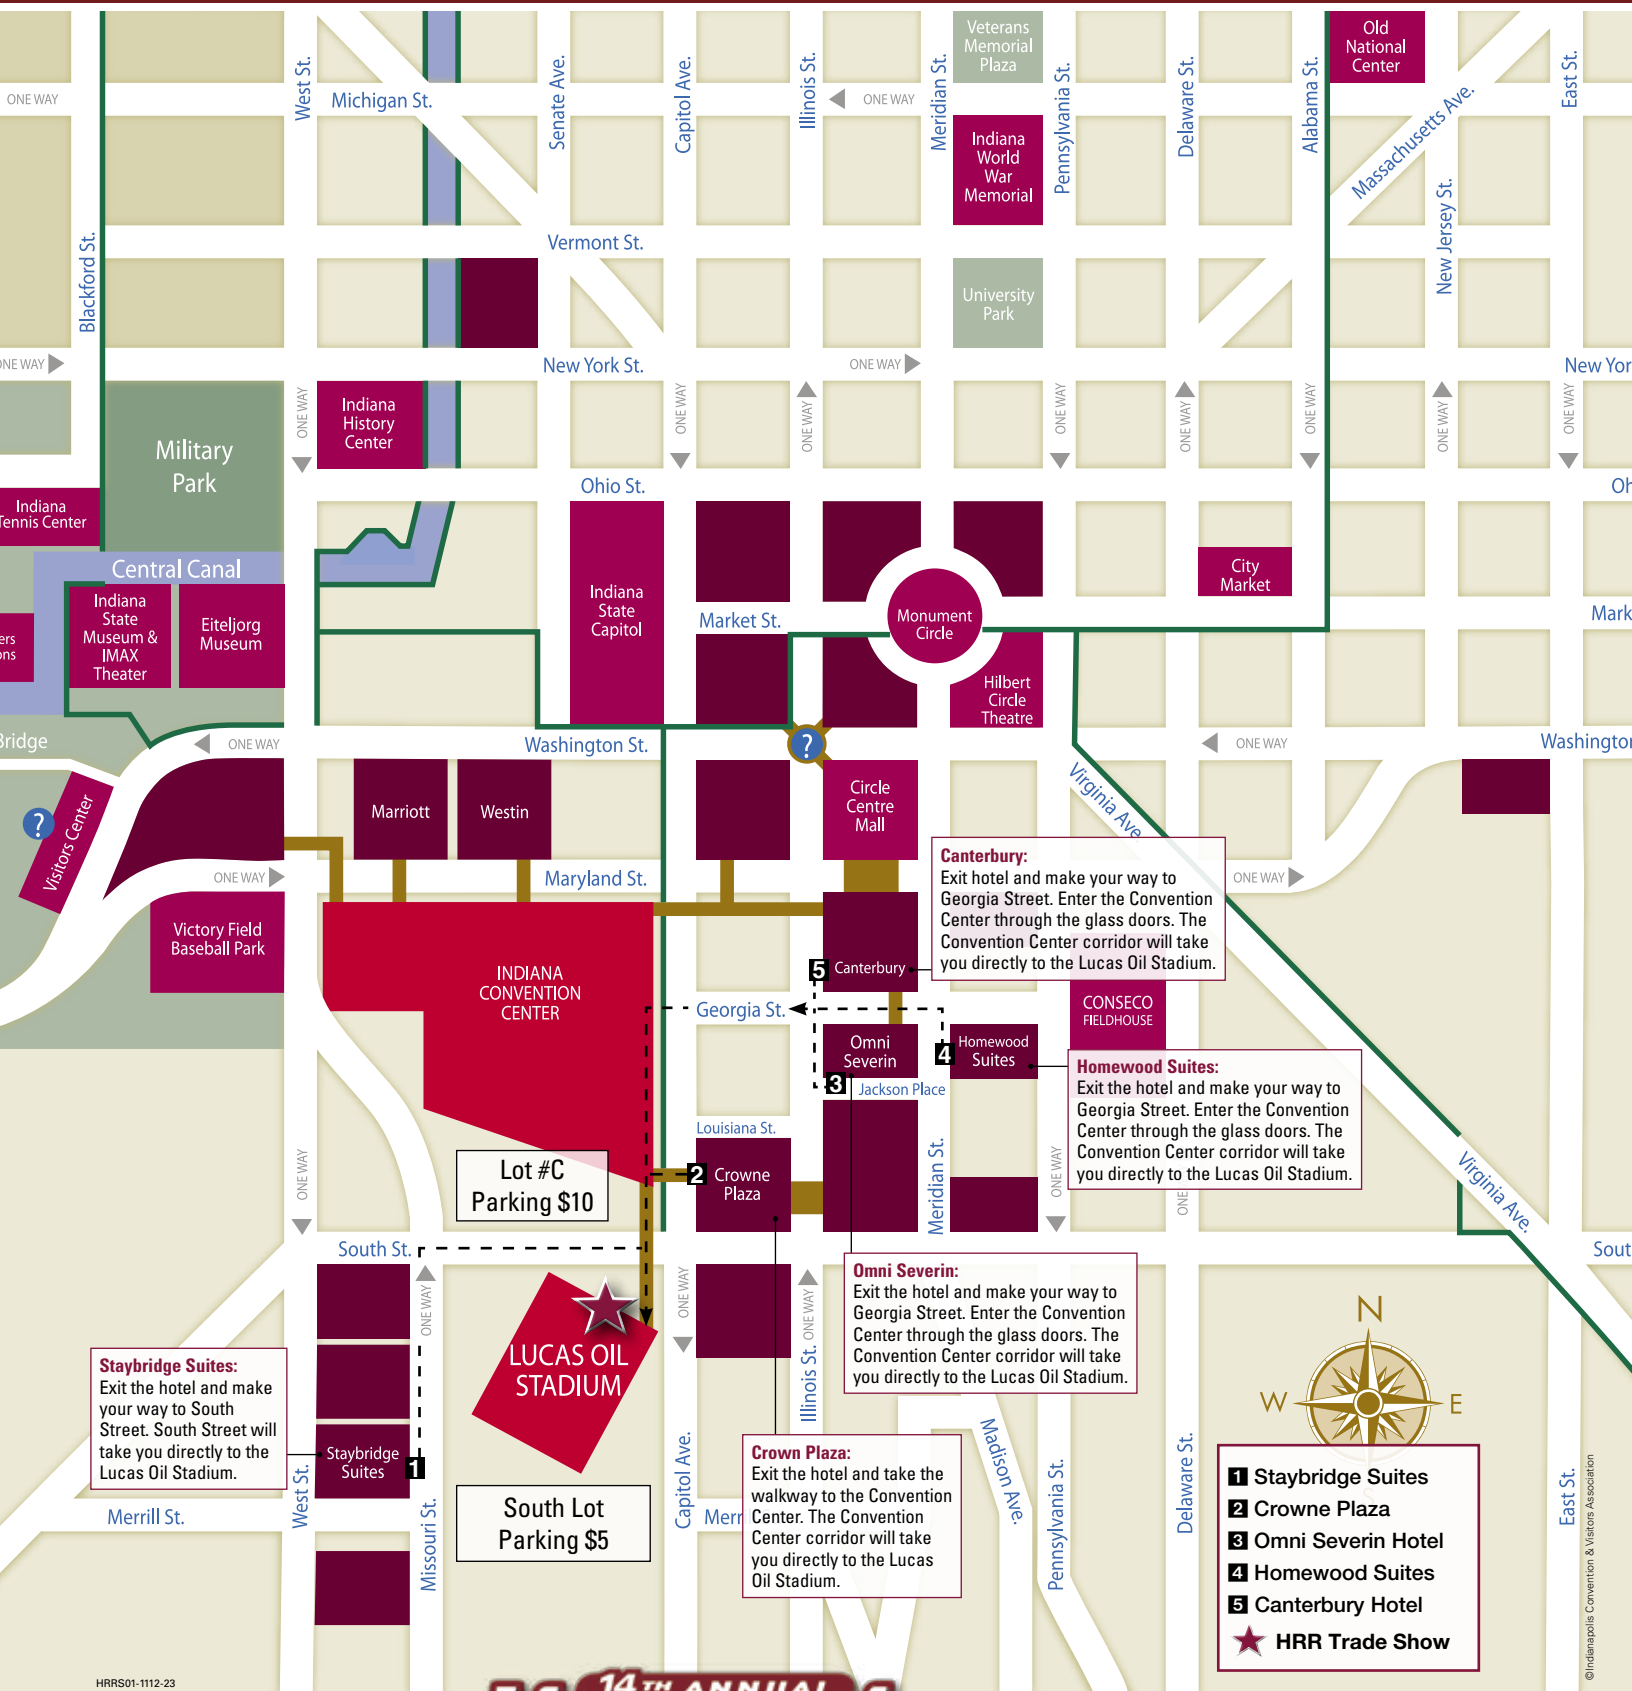 Veterans
Memorial
Plaza
Old
National
Center
West St.
Senate Ave.
Capitol Ave.
Illinois St.
Meridian St.
Pennsylvania St.
Delaware St.
Alabama St.
East St.
ONE WAY
Michigan St.
ONE WAY
Massachusetts Ave.
Indiana
World
War
Memorial
New Jersey St.
Blackford St.
Vermont St.
University
Park
ONE WAY
New York St.
ONE WAY
New Yor
ONE WAY
ONE WAY
ONE WAY
ONE WAY
ONE WAY
ONE WAY
ONE WAY
ONE WAY
Indiana
History
Center
Military
Park
Ohio St.
Oh
Indiana
Tennis Center
Central Canal
Indiana
State
Museum &
IMAX
Theater
Eiteljorg
Museum
ers
ons
Indiana
State
Capitol
Market St.
Monument
Circle
City
Market
Mark
Hilbert
Circle
Theatre
Bridge
ONE WAY
Washington St.
?
ONE WAY
Washington
Marriott
Westin
Circle
Centre
Mall
Virginia Ave.
?
Visitors Center
ONE WAY
Maryland St.
ONE WAY
Canterbury:
Exit hotel and make your way to
Georgia Street. Enter the Convention
Center through the glass doors. The
Convention Center corridor will take
you directly to the Lucas Oil Stadium.
Victory Field
Baseball Park
INDIANA
CONVENTION
CENTER
5 Canterbury
Georgia St.
CONSECO
FIELDHOUSE
Omni
Severin
4 Homewood
Suites
3 Jackson Place
Homewood Suites:
Exit the hotel and make your way to
Georgia Street. Enter the Convention
Center through the glass doors. The
Convention Center corridor will take
you directly to the Lucas Oil Stadium.
Louisiana St.
Lot #C
Parking $10
2 Crowne
Plaza
Meridian St.
ONE WAY
ONE WAY
ONE
Virginia Ave.
South St.
Sout
ONE WAY
ONE WAY
ONE WAY
Illinois St.
Omni Severin:
Exit the hotel and make your way to
Georgia Street. Enter the Convention
Center through the glass doors. The
Convention Center corridor will take
you directly to the Lucas Oil Stadium.
LUCAS OIL
STADIUM
N
W
E
S
Staybridge Suites:
Exit the hotel and make
your way to South
Street. South Street will
take you directly to the
Lucas Oil Stadium.
Staybridge
Suites
1
West St.
Missouri St.
Merrill St.
South Lot
Parking $5
Capitol Ave.
Merr
Crown Plaza:
Exit the hotel and take the
walkway to the Convention
Center. The Convention
Center corridor will take
you directly to the Lucas
Oil Stadium.
Madison Ave.
Pennsylvania St.
Delaware St.
East St.
1 Staybridge Suites
2 Crowne Plaza
3 Omni Severin Hotel
4 Homewood Suites
5 Canterbury Hotel
HRR Trade Show
©Indianapolis Convention & Visitors Association
HRRS01-1112-23
14TH ANNUAL